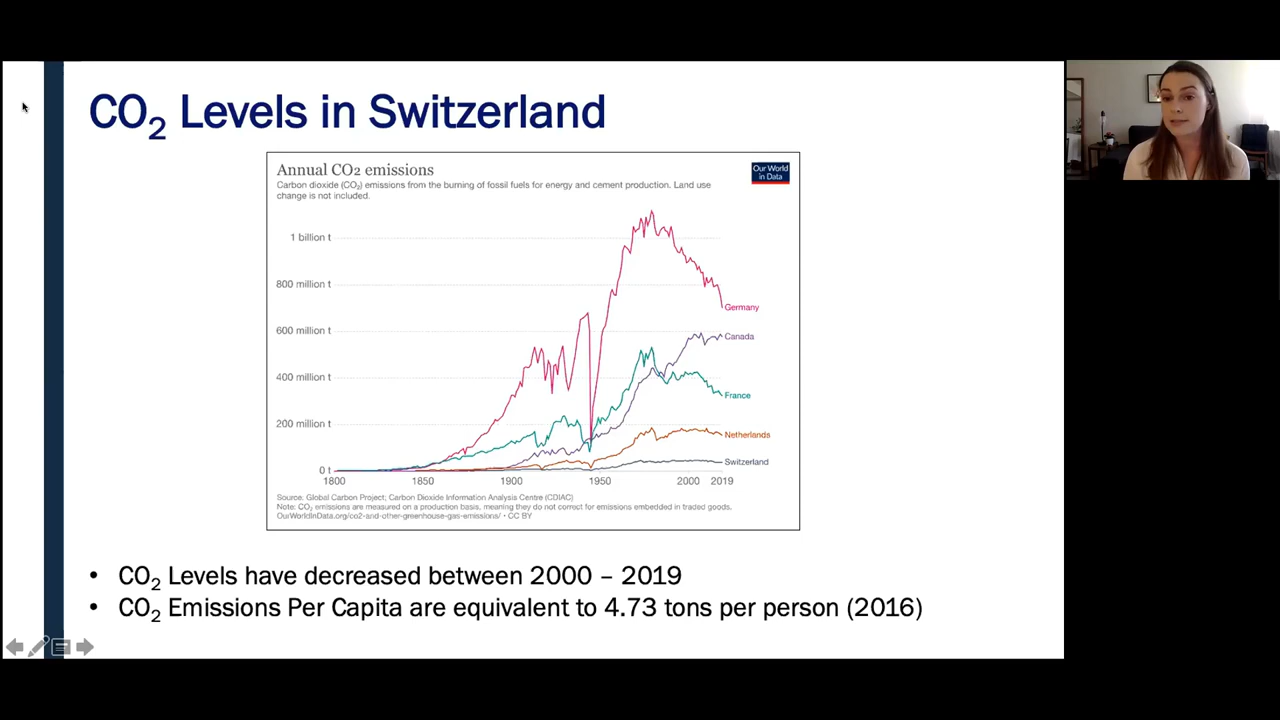 CO₂ Levels in Switzerland
Annual CO2 emissions
Our World
in Data
Carbon dioxide (CO₂) emissions from the burning of fossil fuels for energy and cement production. Land use
change is not included.
1 billion t
800 million t
600 million t
400 million t
200 million t
0 t
Germany
Canada
France
Netherlands
Switzerland
1800 1850 1900 1950 2000 2019
Source: Global Carbon Project; Carbon Dioxide Information Analysis Centre (CDIAC)
Note: CO₂ emissions are measured on a production basis, meaning they do not correct for emissions embedded in traded goods.
OurWorldInData.org/co2-and-other-greenhouse-gas-emissions/ • CC BY
• CO₂ Levels have decreased between 2000 – 2019
• CO₂ Emissions Per Capita are equivalent to 4.73 tons per person (2016)